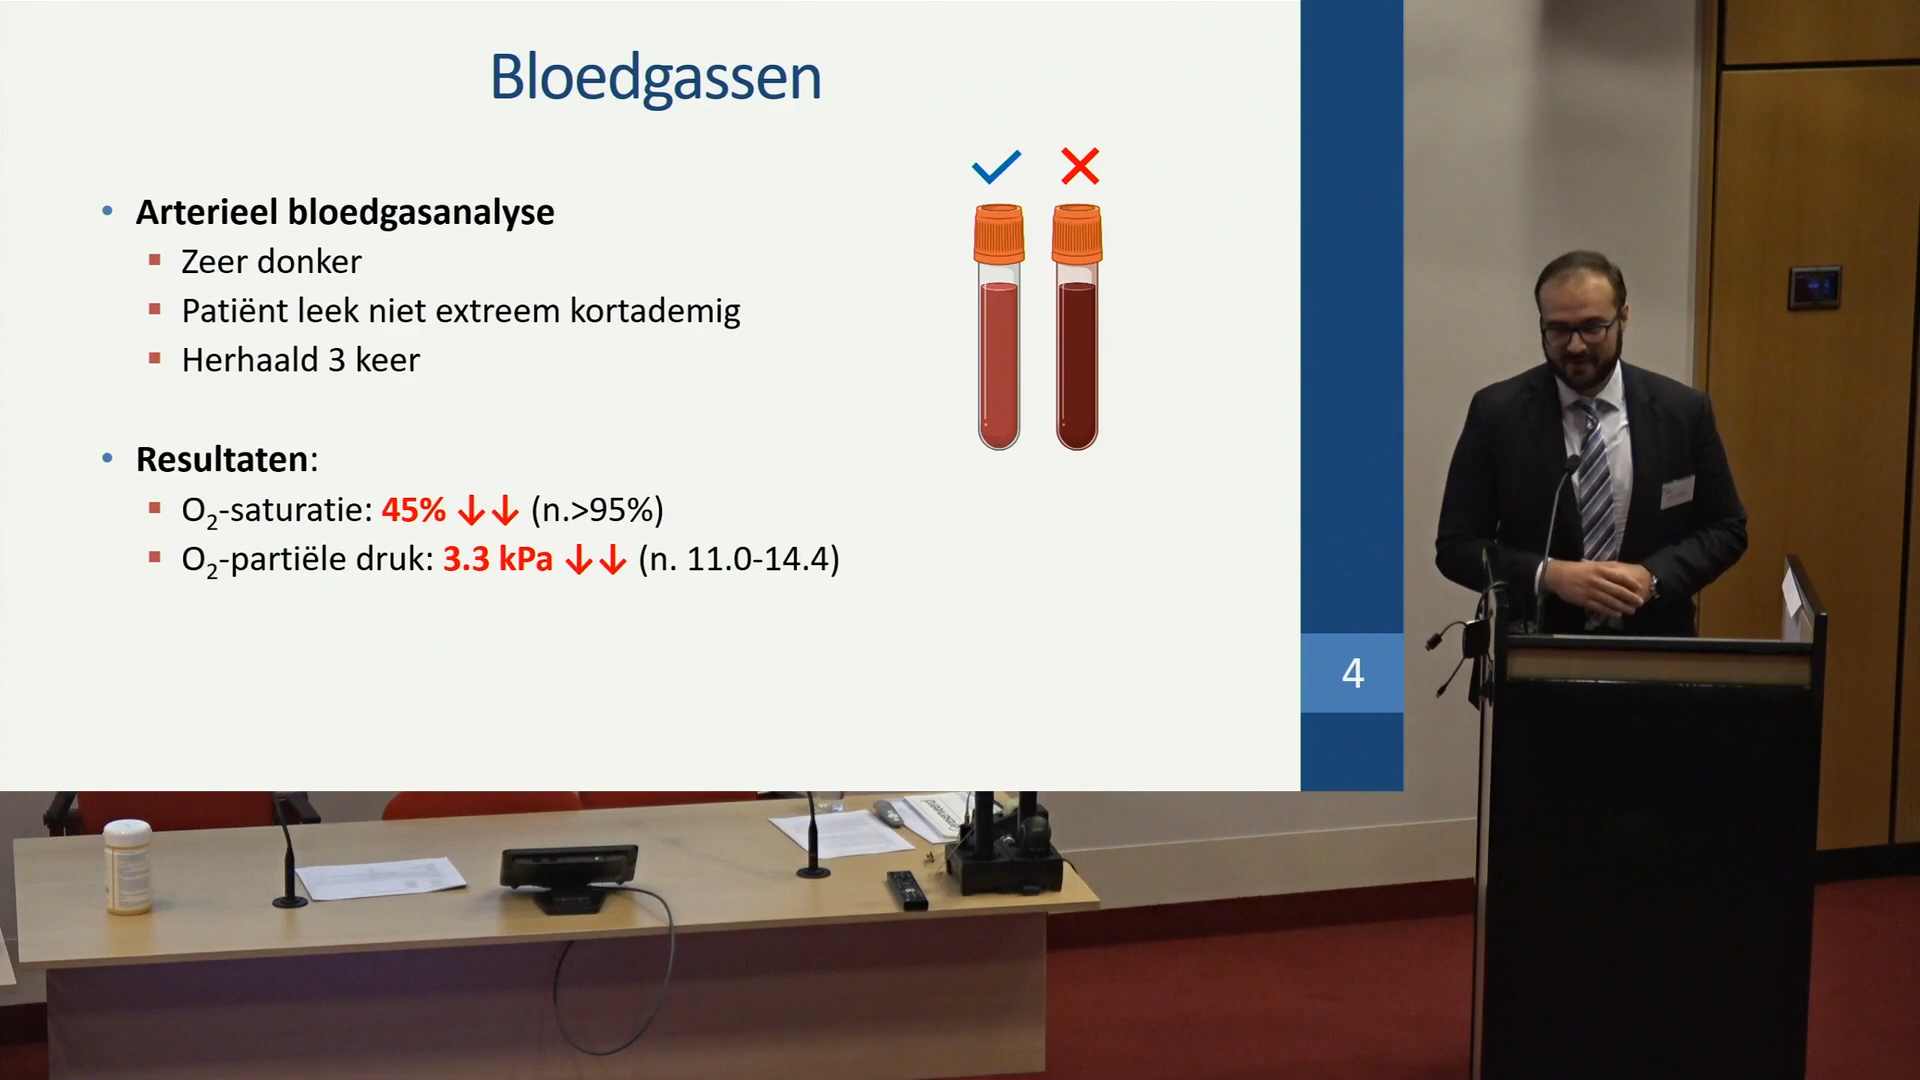 Bloedgassen
• Arterieel bloedgasanalyse
▪ Zeer donker
▪ Patiënt leek niet extreem kortademig
▪ Herhaald 3 keer
• Resultaten:
▪ O₂-saturatie: 45% ↓↓ (n.>95%)
▪ O₂-partiële druk: 3.3 kPa ↓↓ (n. 11.0-14.4)
4